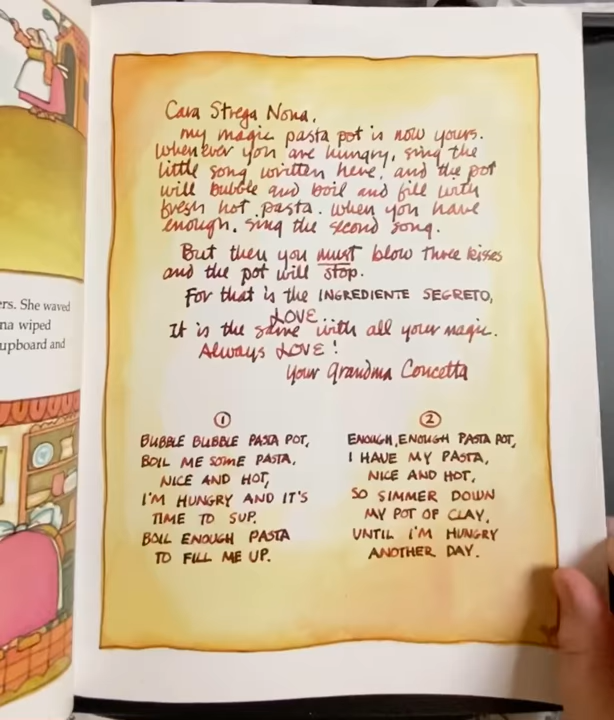 ers. She waved
na wiped
upboard and
Cara Strega Nona,
my magic pasta pot is now yours.
Whenever you are hungry, sing the
little song written here, and the pot
will bubble and boil and fill with
fresh hot pasta. When you have
enough, sing the second song.
But then you must blow three kisses
and the pot will stop.
For that is the INGREDIENTE SEGRETO,
LOVE...
It is the same with all your magic.
Always LOVE!
Your Grandma Concetta
①
BUBBLE BUBBLE PASTA POT,
BOIL ME SOME PASTA,
NICE AND HOT,
I'M HUNGRY AND IT'S
TIME TO SUP.
BOIL ENOUGH PASTA
TO FILL ME UP.
②
ENOUGH, ENOUGH PASTA POT,
I HAVE MY PASTA,
NICE AND HOT,
SO SIMMER DOWN
MY POT OF CLAY,
UNTIL I'M HUNGRY
ANOTHER DAY.